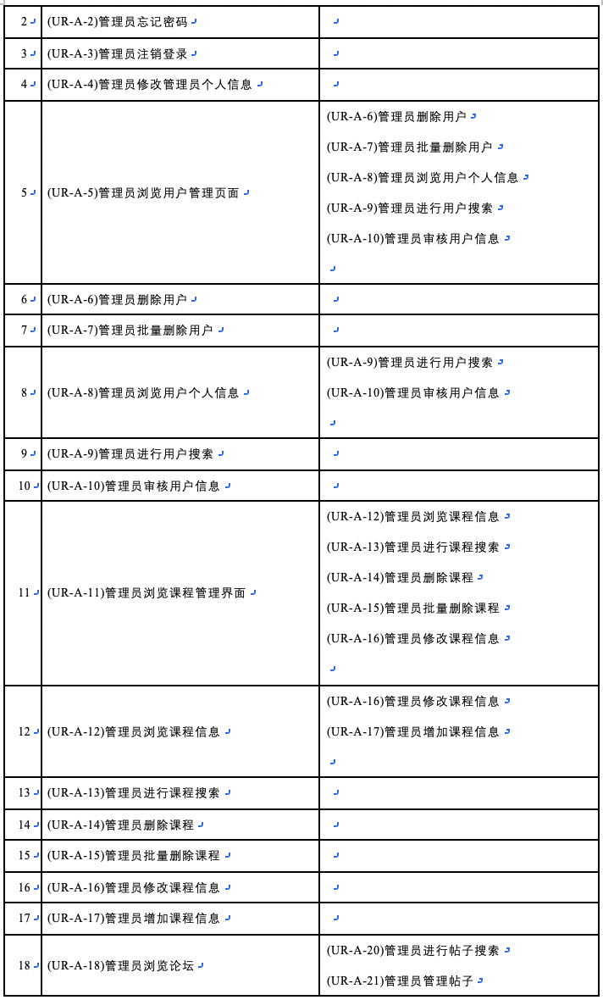 2 (UR-A-2)管理员忘记密码
3 (UR-A-3)管理员注销登录
4 (UR-A-4)管理员修改管理员个人信息
5 (UR-A-5)管理员浏览用户管理页面
(UR-A-6)管理员删除用户
(UR-A-7)管理员批量删除用户
(UR-A-8)管理员浏览用户个人信息
(UR-A-9)管理员进行用户搜索
(UR-A-10)管理员审核用户信息
6 (UR-A-6)管理员删除用户
7 (UR-A-7)管理员批量删除用户
8 (UR-A-8)管理员浏览用户个人信息
(UR-A-9)管理员进行用户搜索
(UR-A-10)管理员审核用户信息
9 (UR-A-9)管理员进行用户搜索
10 (UR-A-10)管理员审核用户信息
11 (UR-A-11)管理员浏览课程管理界面
(UR-A-12)管理员浏览课程信息
(UR-A-13)管理员进行课程搜索
(UR-A-14)管理员删除课程
(UR-A-15)管理员批量删除课程
(UR-A-16)管理员修改课程信息
12 (UR-A-12)管理员浏览课程信息
(UR-A-16)管理员修改课程信息
(UR-A-17)管理员增加课程信息
13 (UR-A-13)管理员进行课程搜索
14 (UR-A-14)管理员删除课程
15 (UR-A-15)管理员批量删除课程
16 (UR-A-16)管理员修改课程信息
17 (UR-A-17)管理员增加课程信息
18 (UR-A-18)管理员浏览论坛
(UR-A-20)管理员进行帖子搜索
(UR-A-21)管理员管理帖子